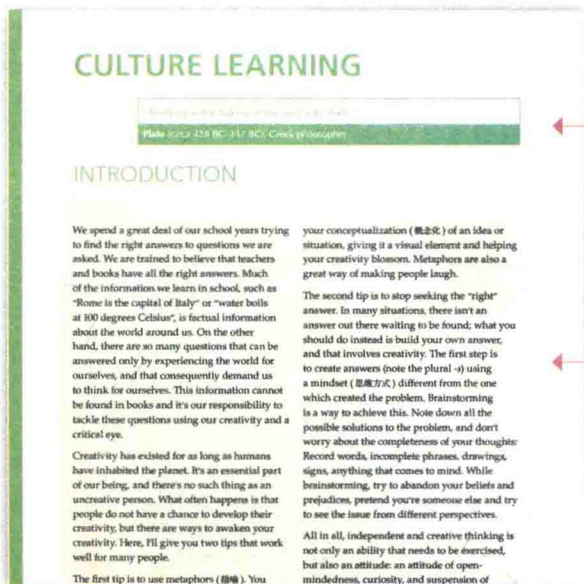 CULTURE LEARNING
Plato (circa 428 BC-347 BC), Greek philosopher
INTRODUCTION
We spend a great deal of our school years trying
to find the right answers to questions we are
asked. We are trained to believe that teachers
and books have all the right answers. Much
of the information we learn in school, such as
"Rome is the capital of Italy" or "water boils
at 100 degrees Celsius", is factual information
about the world around us. On the other
hand, there are so many questions that can be
answered only by experiencing the world for
ourselves, and that consequently demand us
to think for ourselves. This information cannot
be found in books and it's our responsibility to
tackle these questions using our creativity and a
critical eye.
Creativity has existed for as long as humans
have inhabited the planet. It's an essential part
of our being, and there's no such thing as an
uncreative person. What often happens is that
people do not have a chance to develop their
creativity, but there are ways to awaken your
creativity. Here, I'll give you two tips that work
well for many people.
The first tip is to use metaphors (暗喻). You
your conceptualization (概念化) of an idea or
situation, giving it a visual element and helping
your creativity blossom. Metaphors are also a
great way of making people laugh.
The second tip is to stop seeking the "right"
answer. In many situations, there isn't an
answer out there waiting to be found; what you
should do instead is build your own answer,
and that involves creativity. The first step is
to create answers (note the plural -s) using
a mindset (思维方式) different from the one
which created the problem. Brainstorming
is a way to achieve this. Note down all the
possible solutions to the problem, and don't
worry about the completeness of your thoughts:
Record words, incomplete phrases, drawings,
signs, anything that comes to mind. While
brainstorming, try to abandon your beliefs and
prejudices, pretend you're someone else and try
to see the issue from different perspectives.
All in all, independent and creative thinking is
not only an ability that needs to be exercised,
but also an attitude: an attitude of open-
mindedness, curiosity, and suspension of